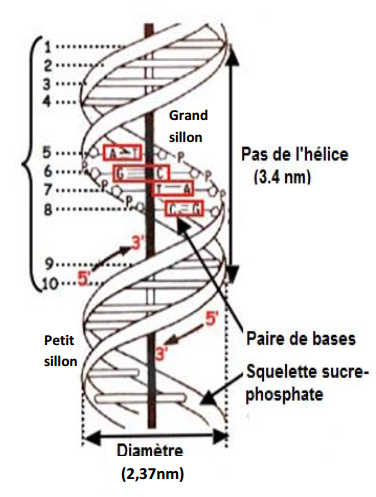 1
2
3
4
Grand
sillon
Pas de l'hélice
(3.4 nm)
5
A
T
P
P
6
G
C
P
7
P
T
A
P
8
P
C
G
P
3'
9
5'
10
5'
Petit
sillon
3'
Paire de bases
Squelette sucre-
phosphate
Diamètre
(2,37nm)